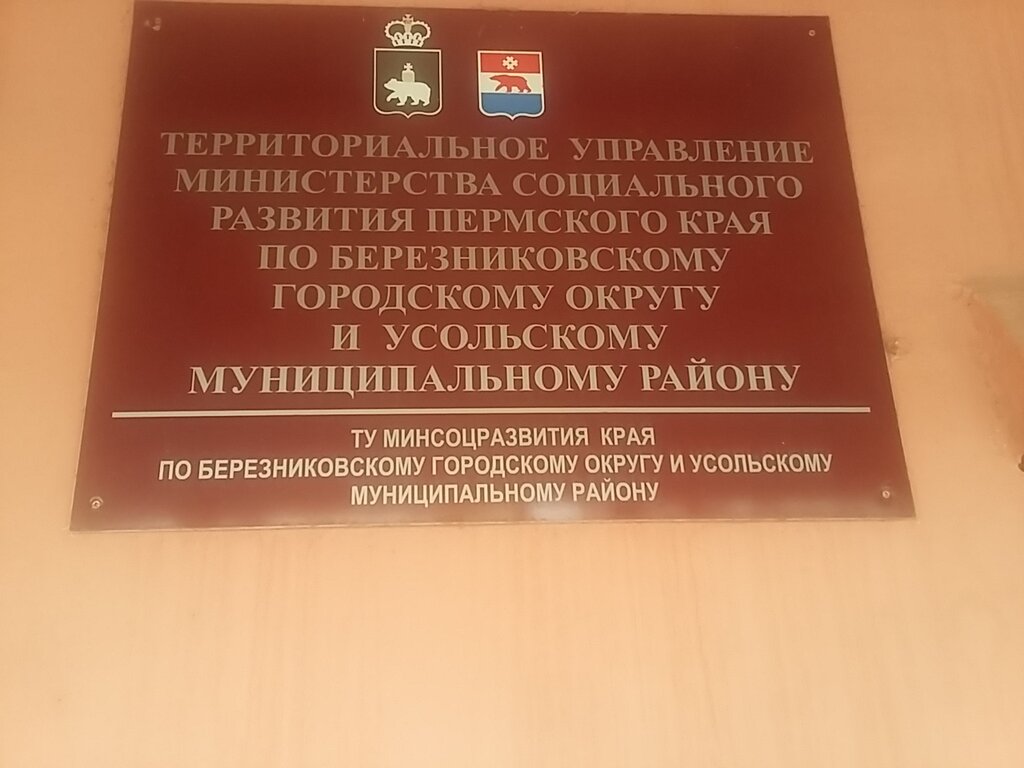 ТЕРРИТОРИАЛЬНОЕ УПРАВЛЕНИЕ
МИНИСТЕРСТВА СОЦИАЛЬНОГО
РАЗВИТИЯ ПЕРМСКОГО КРАЯ
ПО БЕРЕЗНИКОВСКОМУ
ГОРОДСКОМУ ОКРУГУ
И УСОЛЬСКОМУ
МУНИЦИПАЛЬНОМУ РАЙОНУ
ТУ МИНСОЦРАЗВИТИЯ КРАЯ
ПО БЕРЕЗНИКОВСКОМУ ГОРОДСКОМУ ОКРУГУ И УСОЛЬСКОМУ
МУНИЦИПАЛЬНОМУ РАЙОНУ